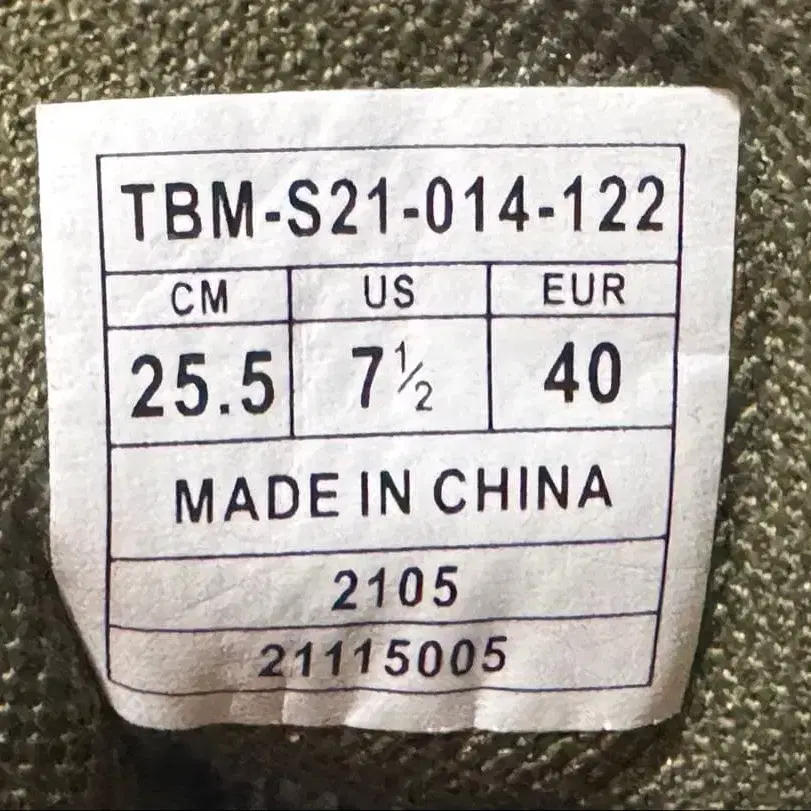 TBM-S21-014-122
CM US EUR
25.5 7½ 40
MADE IN CHINA
2105
21115005